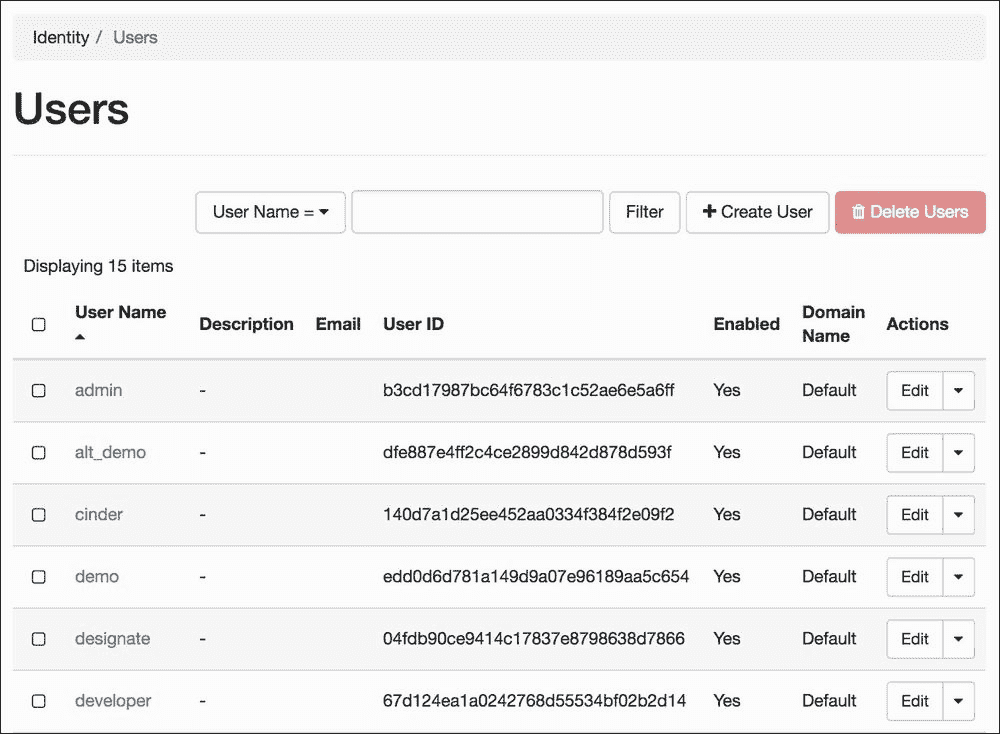 Identity / Users
Users
User Name = Filter + Create User Delete Users
Displaying 15 items
User Name Description Email User ID Enabled Domain Name Actions
admin - b3cd17987bc64f6783c1c52ae6e5a6ff Yes Default Edit
alt_demo - dfe887e4ff2c4ce2899d842d878d593f Yes Default Edit
cinder - 140d7a1d25ee452aa0334f384f2e09f2 Yes Default Edit
demo - edd0d6d781a149d9a07e96189aa5c654 Yes Default Edit
designate - 04fdb90ce9414c17837e8798638d7866 Yes Default Edit
developer - 67d124ea1a0242768d55534bf02b2d14 Yes Default Edit